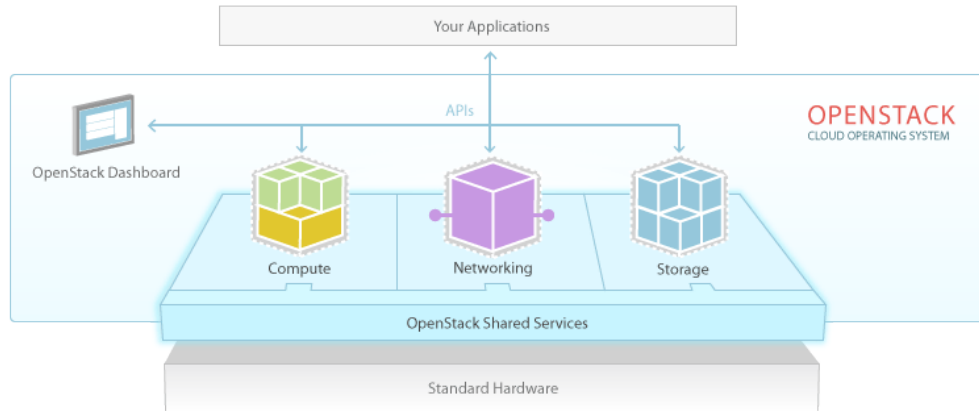 Your Applications
APIs
OPENSTACK
CLOUD OPERATING SYSTEM
OpenStack Dashboard
Compute
Networking
Storage
OpenStack Shared Services
Standard Hardware